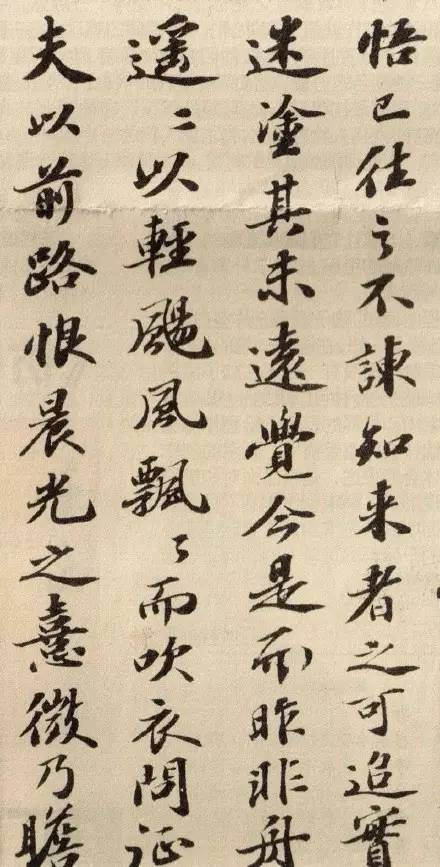 悟已往之不諫知来者之可追實
迷塗其未遠覺今是而昨非舟
遥〻以輕颺風飄〻而吹衣問征
夫以前路恨晨光之熹微乃瞻